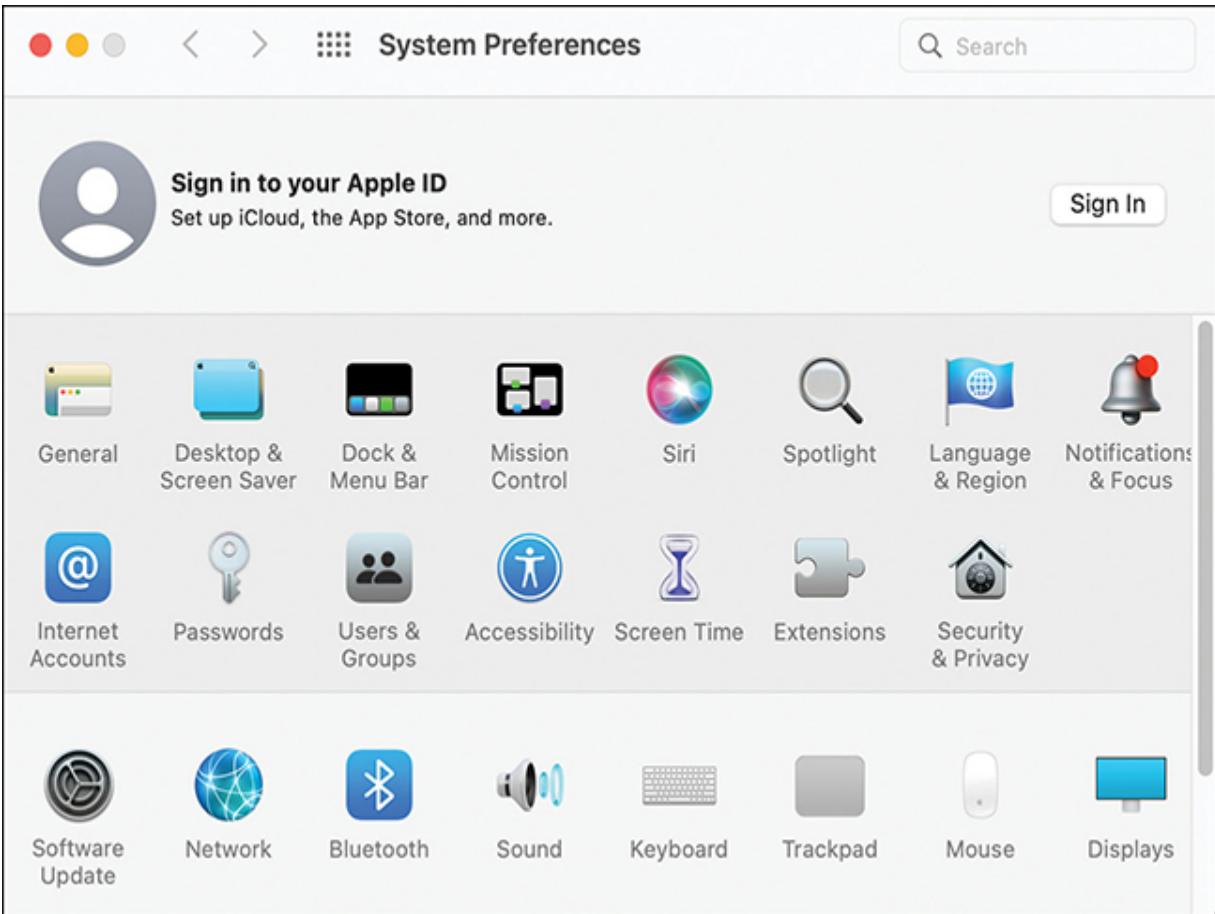 System Preferences
Search
Sign in to your Apple ID
Set up iCloud, the App Store, and more.
Sign In
General
Desktop &
Screen Saver
Dock &
Menu Bar
Mission
Control
Siri
Spotlight
Language
& Region
Notifications
& Focus
Internet
Accounts
Passwords
Users &
Groups
Accessibility
Screen Time
Extensions
Security
& Privacy
Software
Update
Network
Bluetooth
Sound
Keyboard
Trackpad
Mouse
Displays